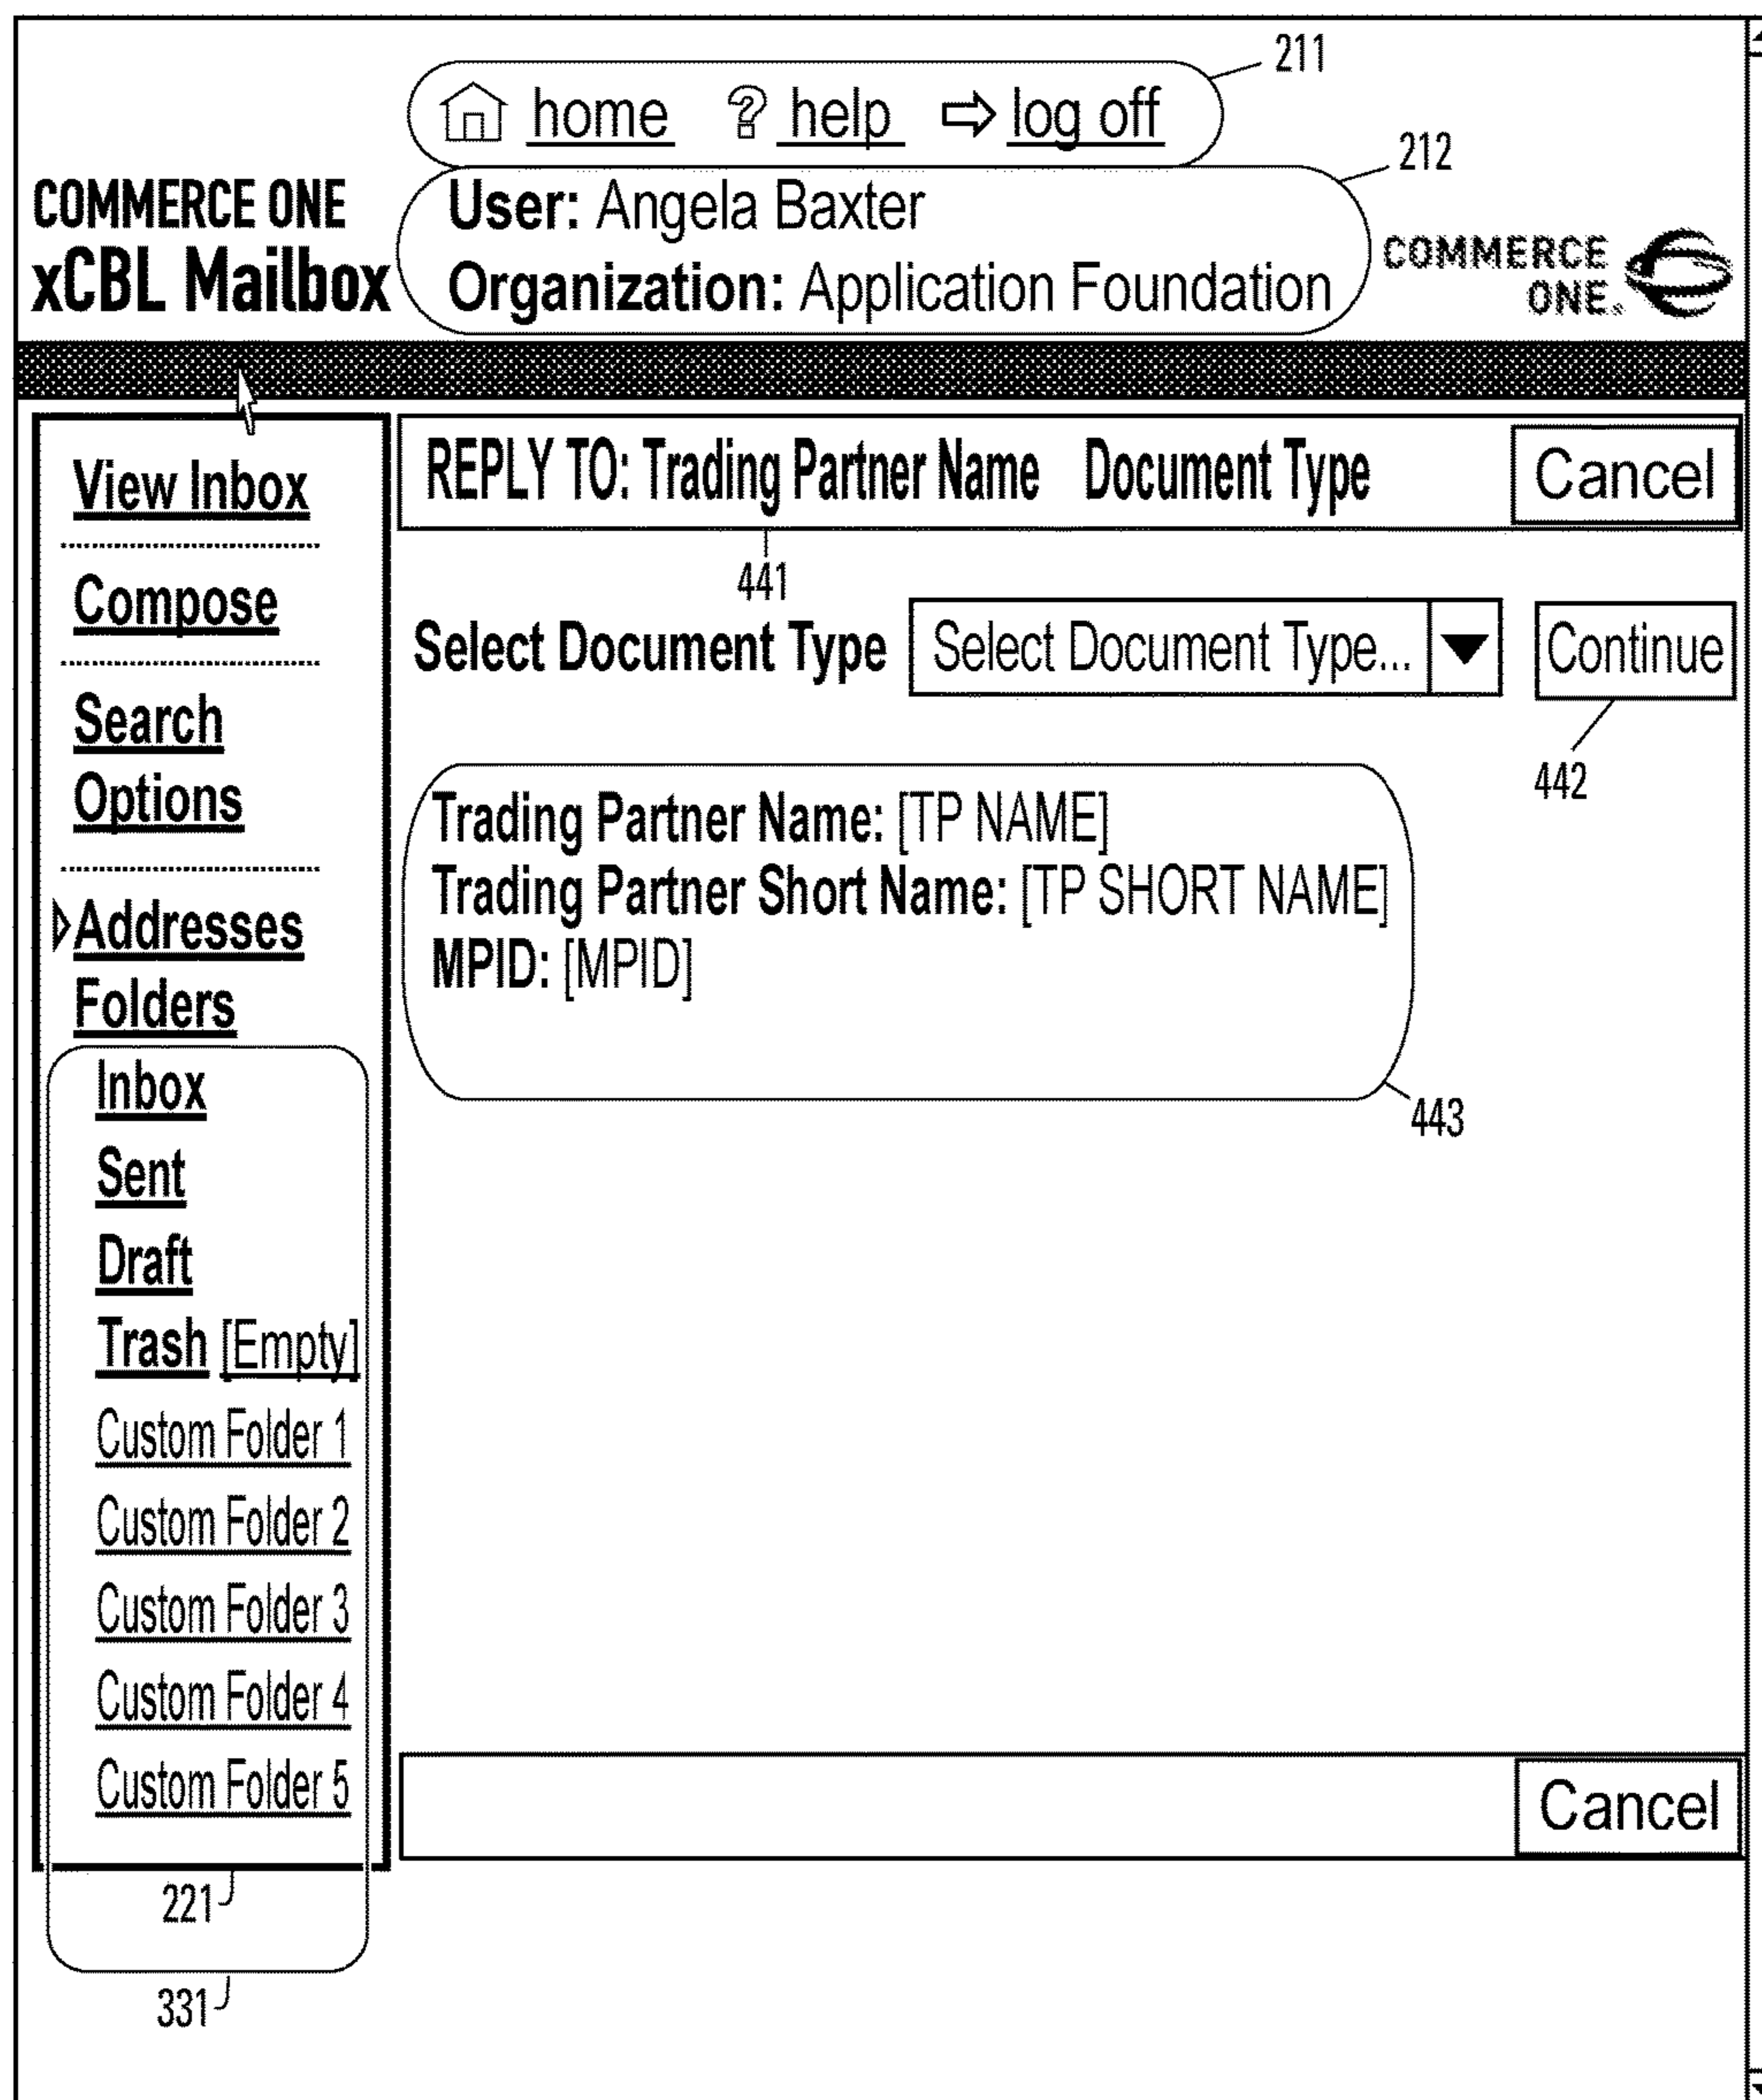 211
home ? help log off
212
COMMERCE ONE
xCBL Mailbox
User: Angela Baxter
Organization: Application Foundation
COMMERCE
ONE®
View Inbox
Compose
Search
Options
Addresses
Folders
Inbox
Sent
Draft
Trash [Empty]
Custom Folder 1
Custom Folder 2
Custom Folder 3
Custom Folder 4
Custom Folder 5
221
331
REPLY TO: Trading Partner Name Document Type Cancel
441
Select Document Type Select Document Type... Continue
442
Trading Partner Name: [TP NAME]
Trading Partner Short Name: [TP SHORT NAME]
MPID: [MPID]
443
Cancel